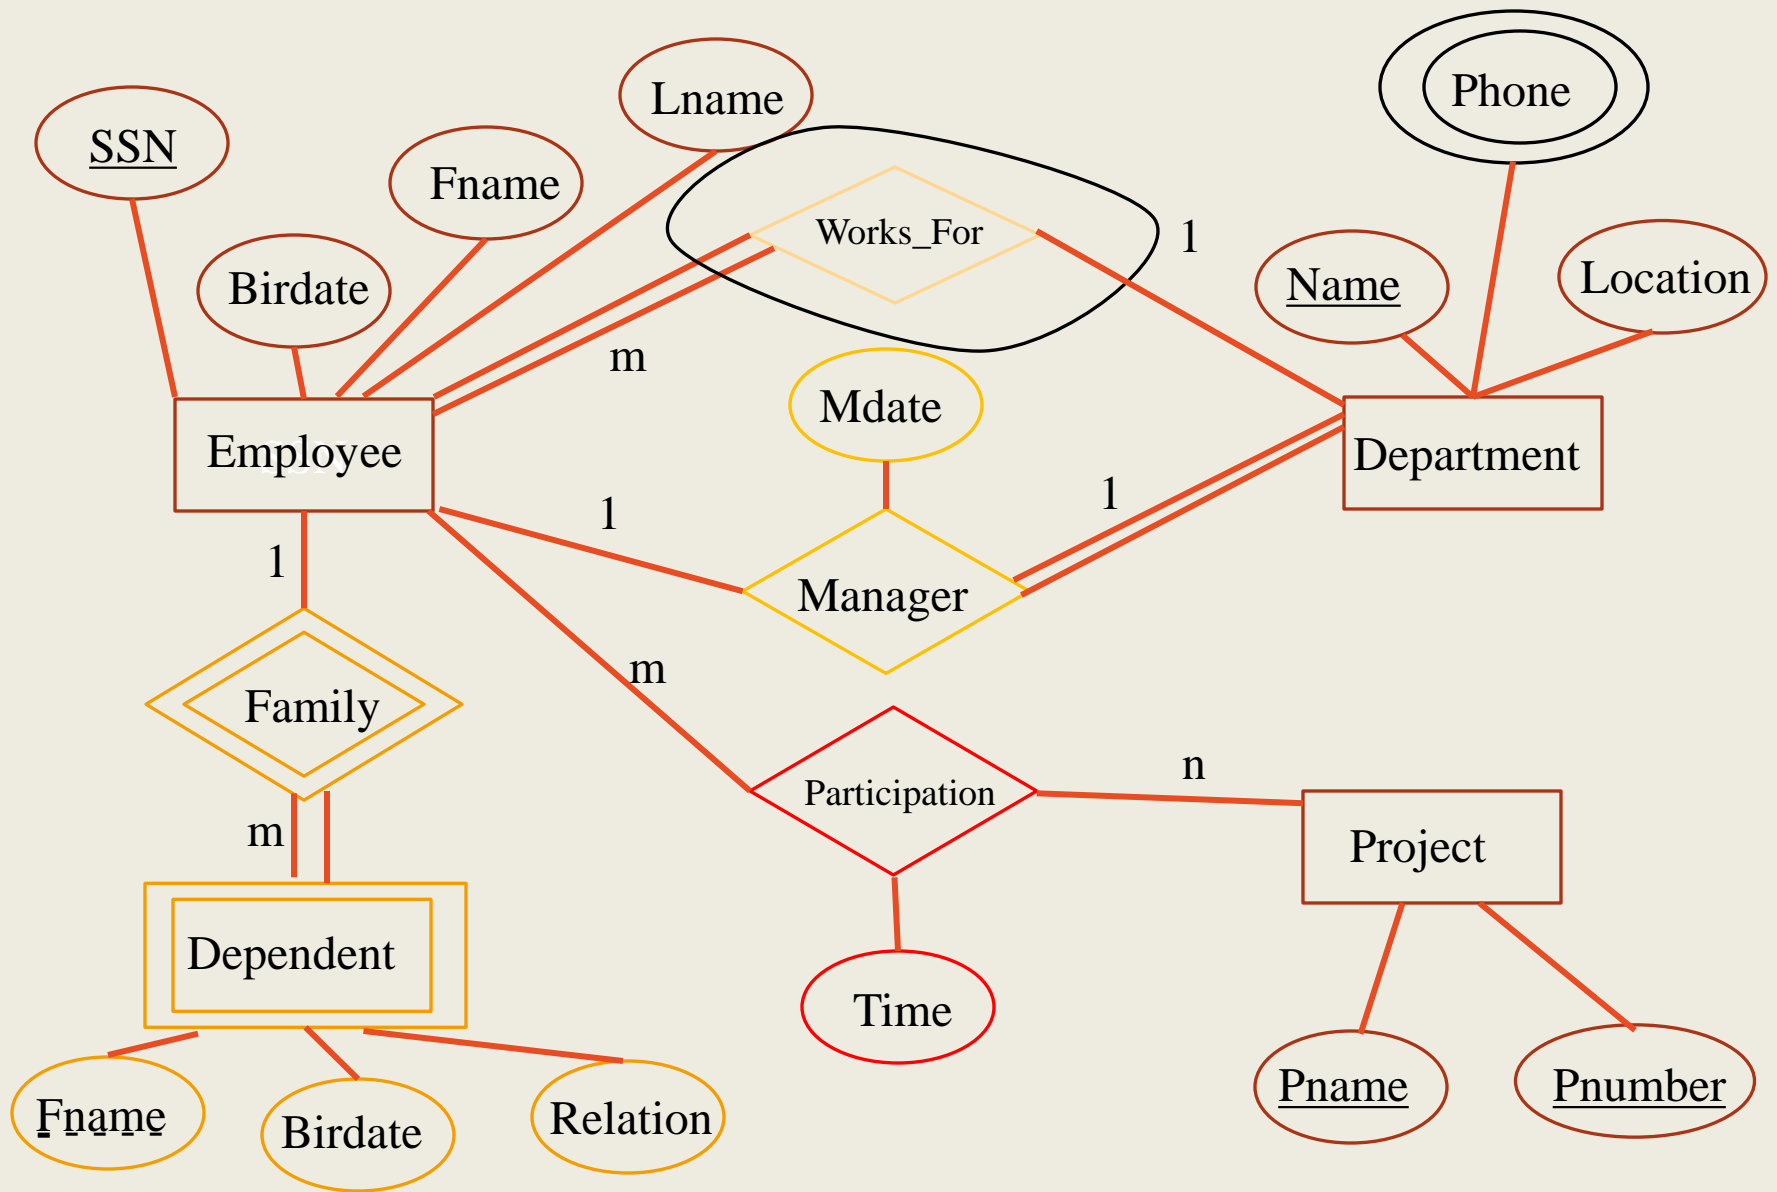 Phone
Lname
SSN
Fname
Works_For
1
Birdate
Name
Location
m
Mdate
Employee
Department
1
1
1
Manager
m
Family
n
Participation
m
Project
Dependent
Time
Fname
Birdate
Relation
Pname
Pnumber